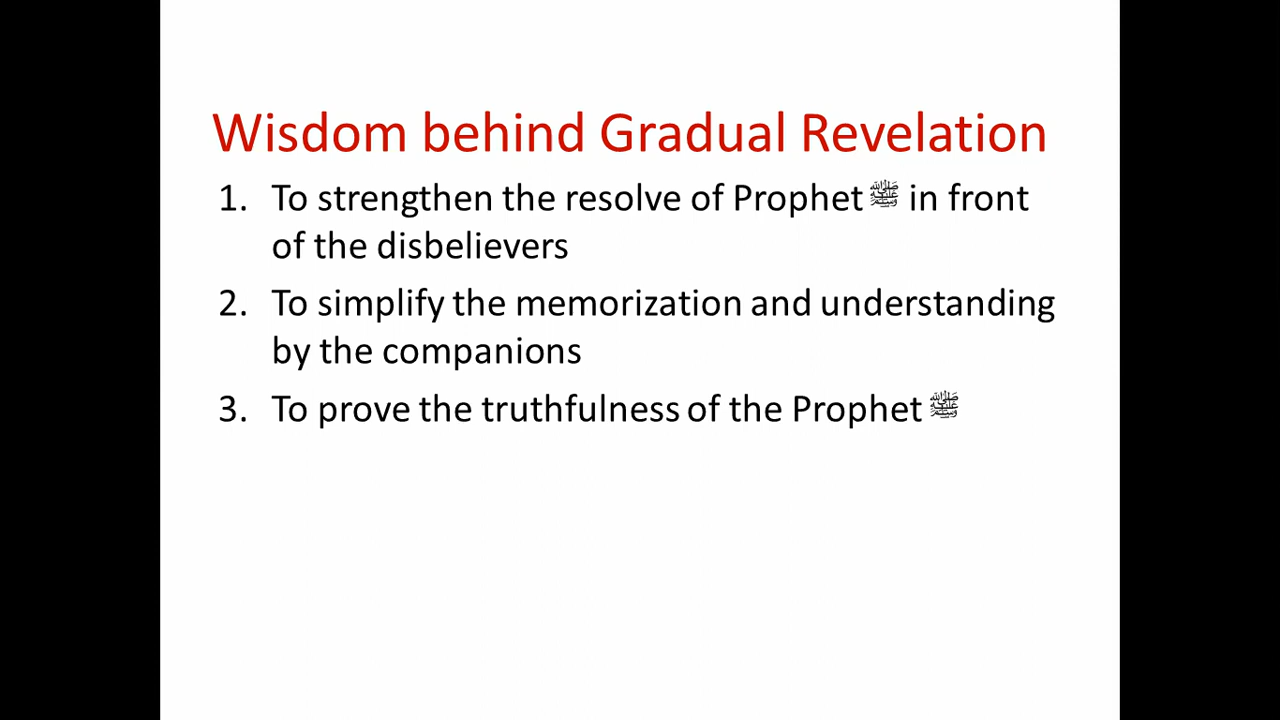 Wisdom behind Gradual Revelation
1. To strengthen the resolve of Prophet ﷺ in front
of the disbelievers
2. To simplify the memorization and understanding
by the companions
3. To prove the truthfulness of the Prophet ﷺ